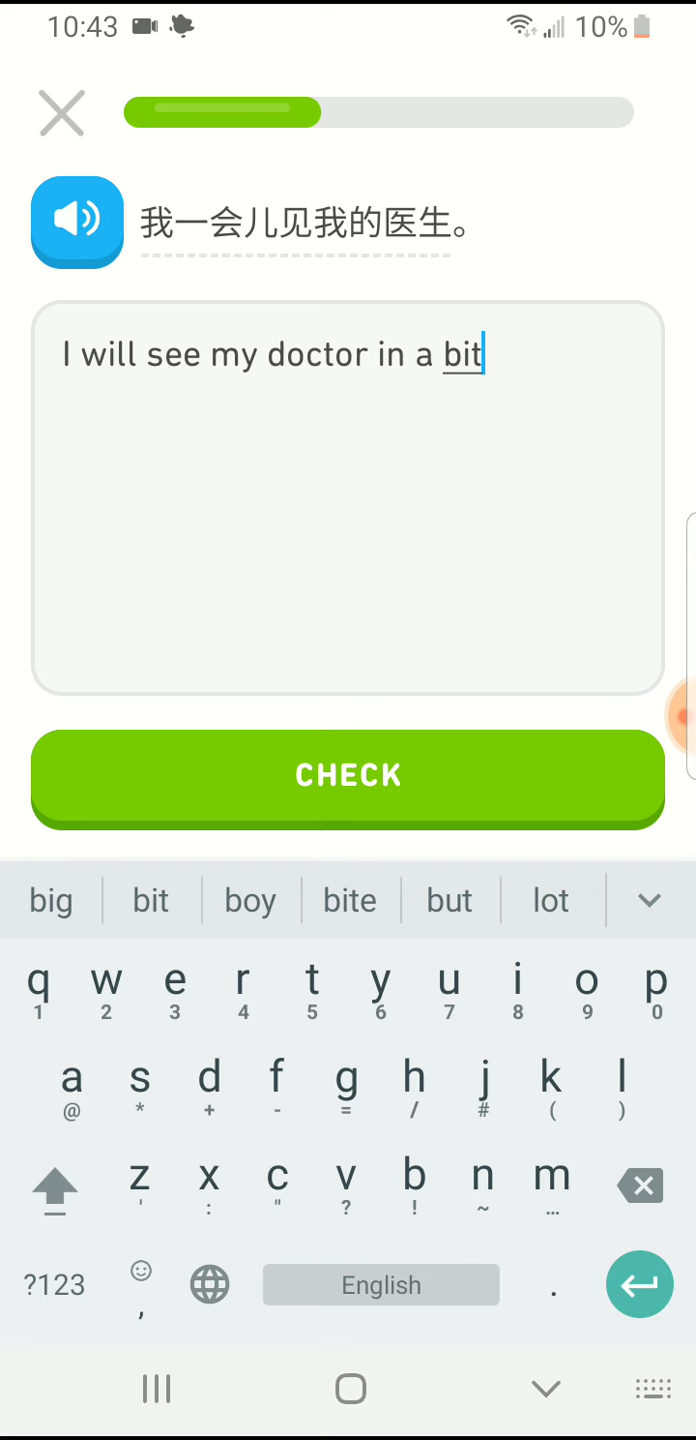 10:43 10%
我一会儿见我的医生。
I will see my doctor in a bit
CHECK
big bit boy bite but lot
q w e r t y u i o p
1 2 3 4 5 6 7 8 9 0
a s d f g h j k l
@ * + - = / # ( )
z x c v b n m
' : " ? ! ~ …
?123 , English .